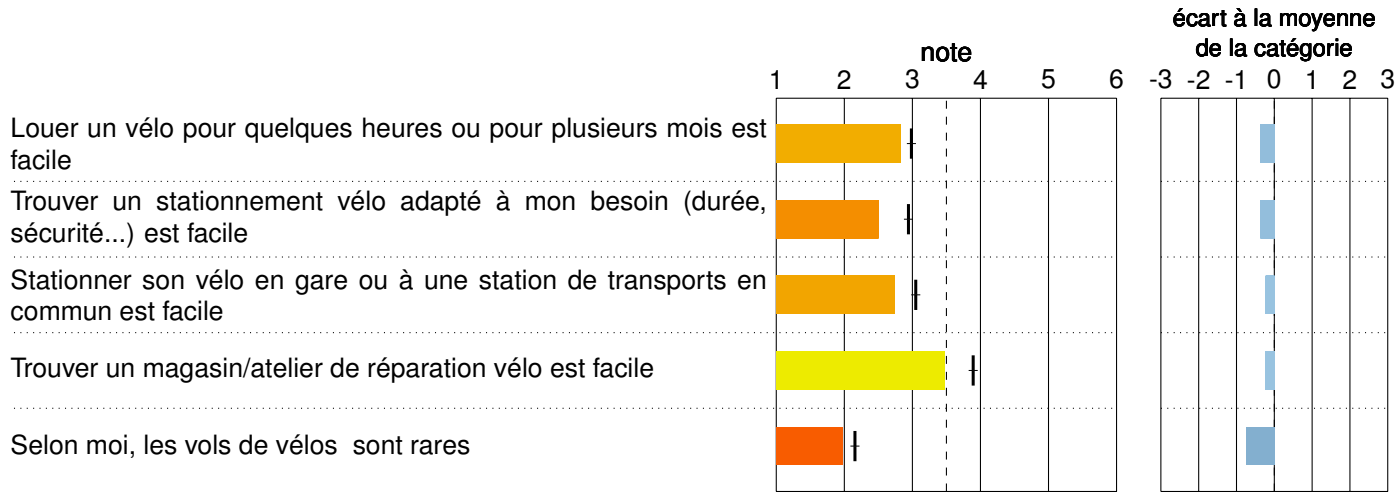 écart à la moyenne
note de la catégorie
1 2 3 4 5 6 -3 -2 -1 0 1 2 3
Louer un vélo pour quelques heures ou pour plusieurs mois est
facile
Trouver un stationnement vélo adapté à mon besoin (durée,
sécurité...) est facile
Stationner son vélo en gare ou à une station de transports en
commun est facile
Trouver un magasin/atelier de réparation vélo est facile
Selon moi, les vols de vélos sont rares